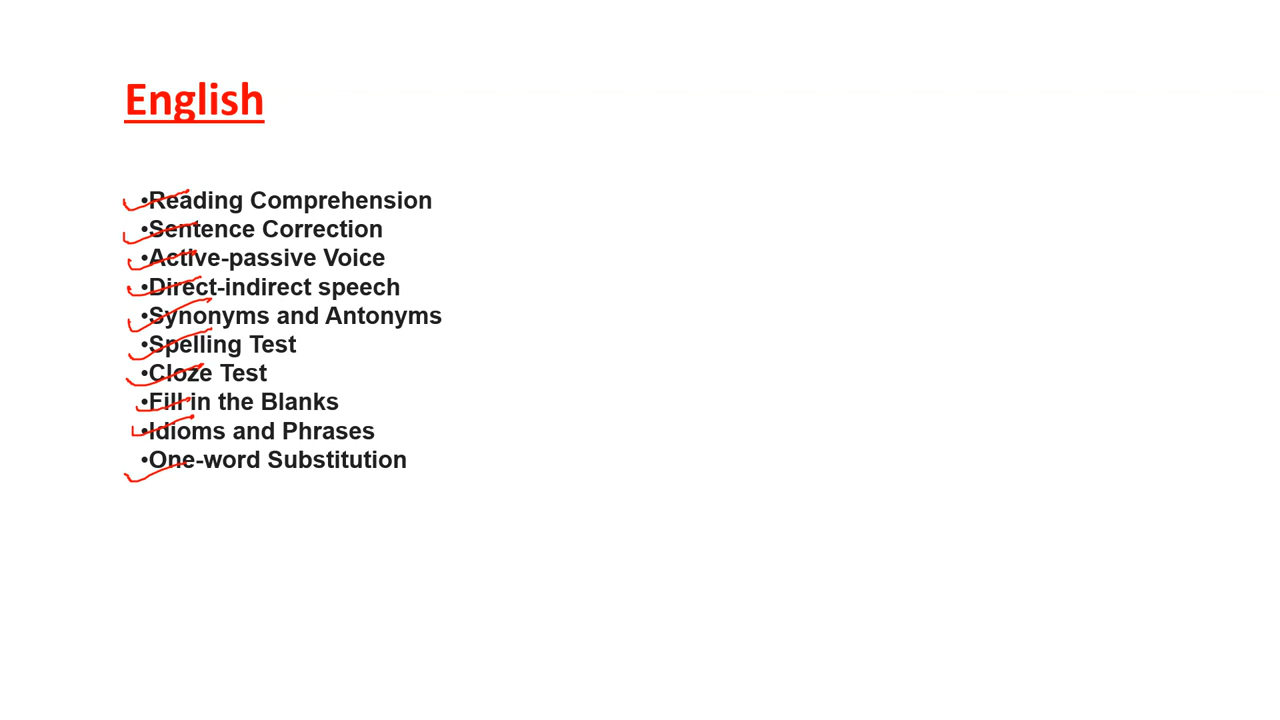 English
•Reading Comprehension
•Sentence Correction
•Active-passive Voice
•Direct-indirect speech
•Synonyms and Antonyms
•Spelling Test
•Cloze Test
•Fill in the Blanks
•Idioms and Phrases
•One-word Substitution